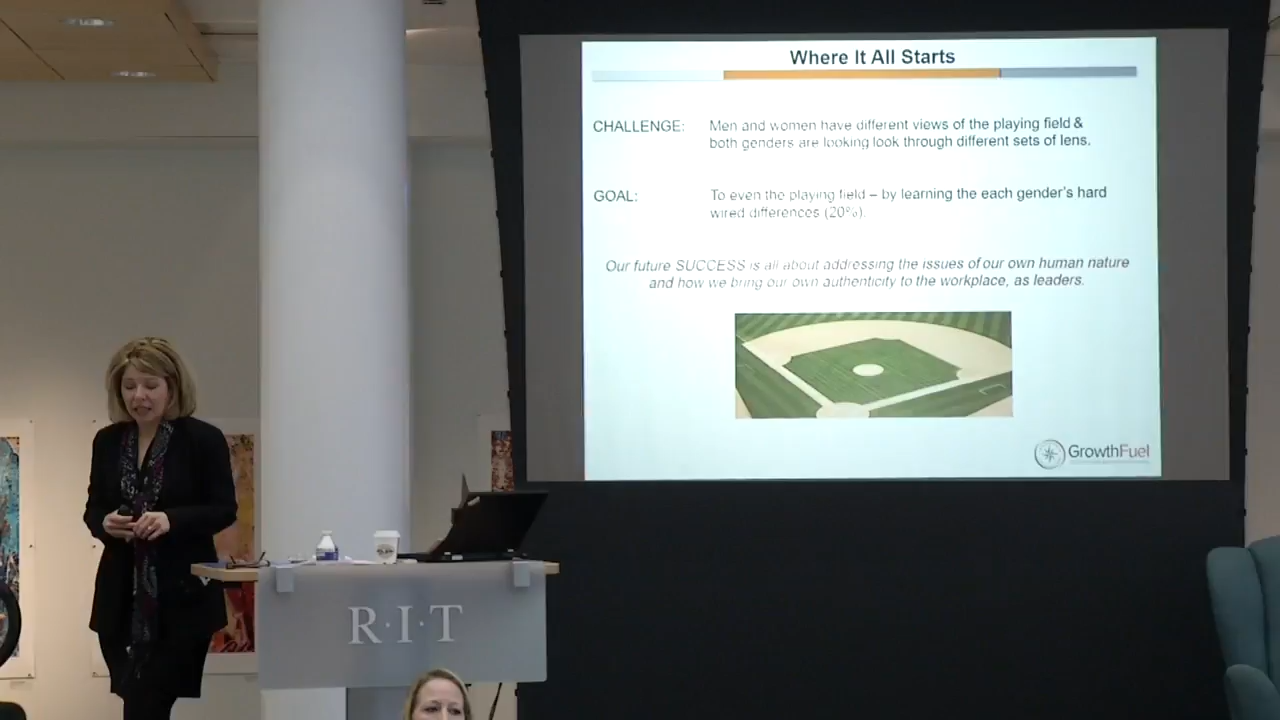 Where It All Starts
CHALLENGE: Men and women have different views of the playing field &
both genders are looking look through different sets of lens.
GOAL: To even the playing field – by learning the each gender's hard
wired differences (20%).
Our future SUCCESS is all about addressing the issues of our own human nature
and how we bring our own authenticity to the workplace, as leaders.
GrowthFuel
R·I·T